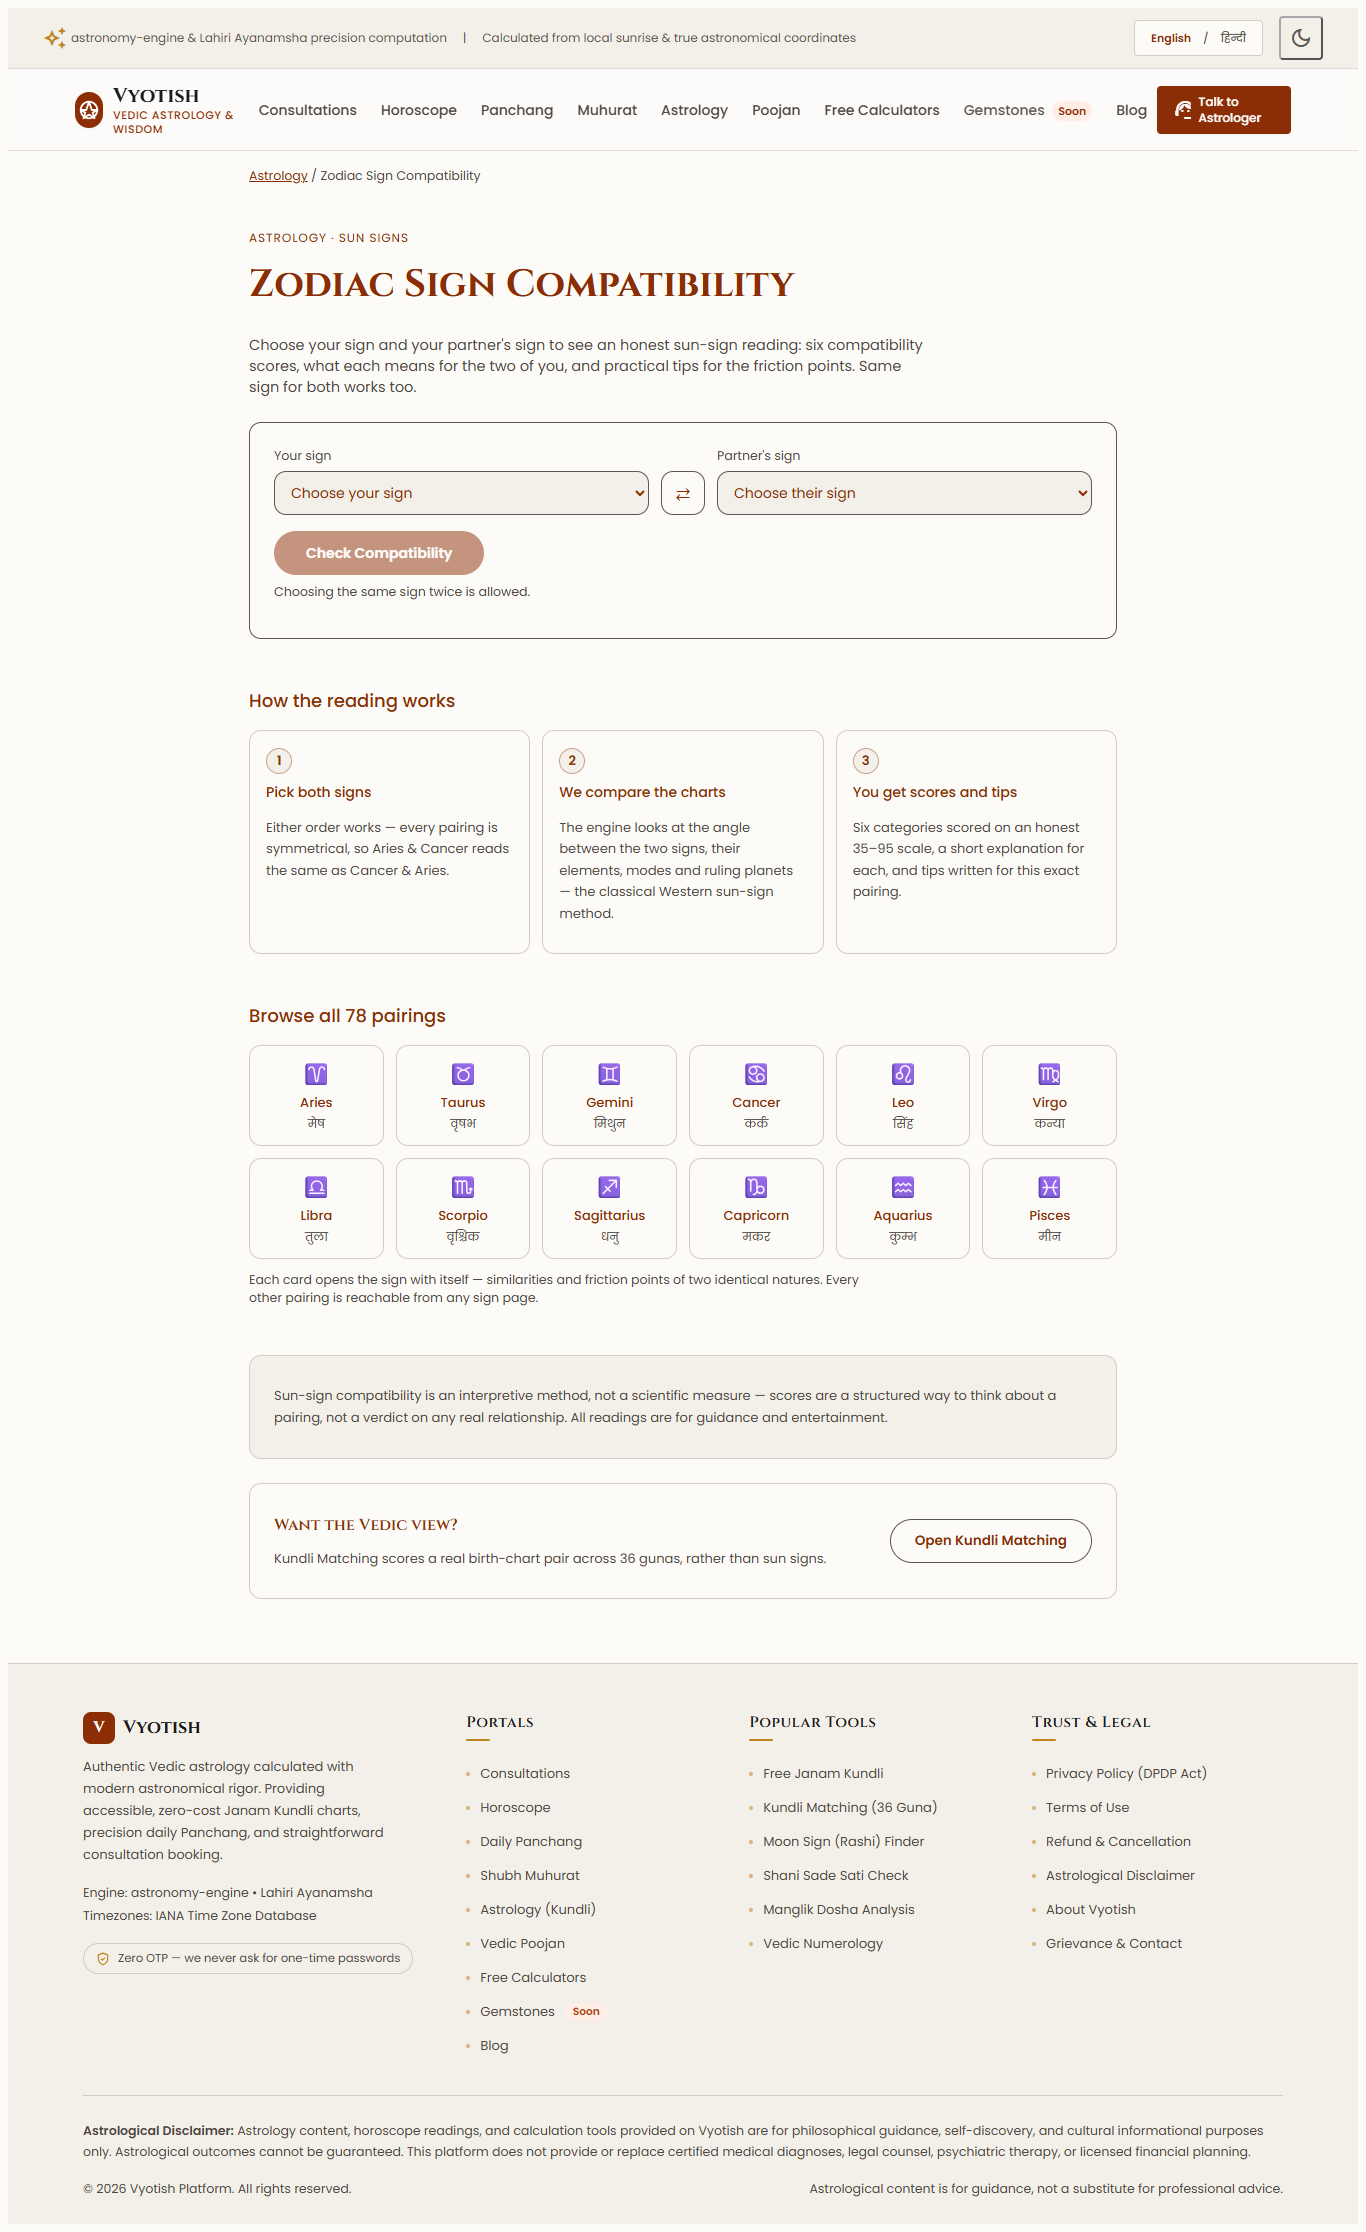 astronomy-engine & Lahiri Ayanamsha precision computation | Calculated from local sunrise & true astronomical coordinates
English / हिन्दी
Vyotish
VEDIC ASTROLOGY &
WISDOM
Consultations Horoscope Panchang Muhurat Astrology Poojan Free Calculators Gemstones Soon Blog
Talk to
Astrologer
Astrology / Zodiac Sign Compatibility
ASTROLOGY · SUN SIGNS
Zodiac Sign Compatibility
Choose your sign and your partner's sign to see an honest sun-sign reading: six compatibility
scores, what each means for the two of you, and practical tips for the friction points. Same
sign for both works too.
Your sign
Choose your sign
⇄
Partner's sign
Choose their sign
Check Compatibility
Choosing the same sign twice is allowed.
How the reading works
1
Pick both signs
Either order works — every pairing is
symmetrical, so Aries & Cancer reads
the same as Cancer & Aries.
2
We compare the charts
The engine looks at the angle
between the two signs, their
elements, modes and ruling planets
— the classical Western sun-sign
method.
3
You get scores and tips
Six categories scored on an honest
35–95 scale, a short explanation for
each, and tips written for this exact
pairing.
Browse all 78 pairings
♈
Aries
मेष
♉
Taurus
वृषभ
♊
Gemini
मिथुन
♋
Cancer
कर्क
♌
Leo
सिंह
♍
Virgo
कन्या
♎
Libra
तुला
♏
Scorpio
वृश्चिक
♐
Sagittarius
धनु
♑
Capricorn
मकर
♒
Aquarius
कुम्भ
♓
Pisces
मीन
Each card opens the sign with itself — similarities and friction points of two identical natures. Every
other pairing is reachable from any sign page.
Sun-sign compatibility is an interpretive method, not a scientific measure — scores are a structured way to think about a
pairing, not a verdict on any real relationship. All readings are for guidance and entertainment.
Want the Vedic view?
Kundli Matching scores a real birth-chart pair across 36 gunas, rather than sun signs.
Open Kundli Matching
V Vyotish
Authentic Vedic astrology calculated with
modern astronomical rigor. Providing
accessible, zero-cost Janam Kundli charts,
precision daily Panchang, and straightforward
consultation booking.
Engine: astronomy-engine • Lahiri Ayanamsha
Timezones: IANA Time Zone Database
Zero OTP — we never ask for one-time passwords
Portals
Consultations
Horoscope
Daily Panchang
Shubh Muhurat
Astrology (Kundli)
Vedic Poojan
Free Calculators
Gemstones Soon
Blog
Popular Tools
Free Janam Kundli
Kundli Matching (36 Guna)
Moon Sign (Rashi) Finder
Shani Sade Sati Check
Manglik Dosha Analysis
Vedic Numerology
Trust & Legal
Privacy Policy (DPDP Act)
Terms of Use
Refund & Cancellation
Astrological Disclaimer
About Vyotish
Grievance & Contact
Astrological Disclaimer: Astrology content, horoscope readings, and calculation tools provided on Vyotish are for philosophical guidance, self-discovery, and cultural informational purposes
only. Astrological outcomes cannot be guaranteed. This platform does not provide or replace certified medical diagnoses, legal counsel, psychiatric therapy, or licensed financial planning.
© 2026 Vyotish Platform. All rights reserved.
Astrological content is for guidance, not a substitute for professional advice.